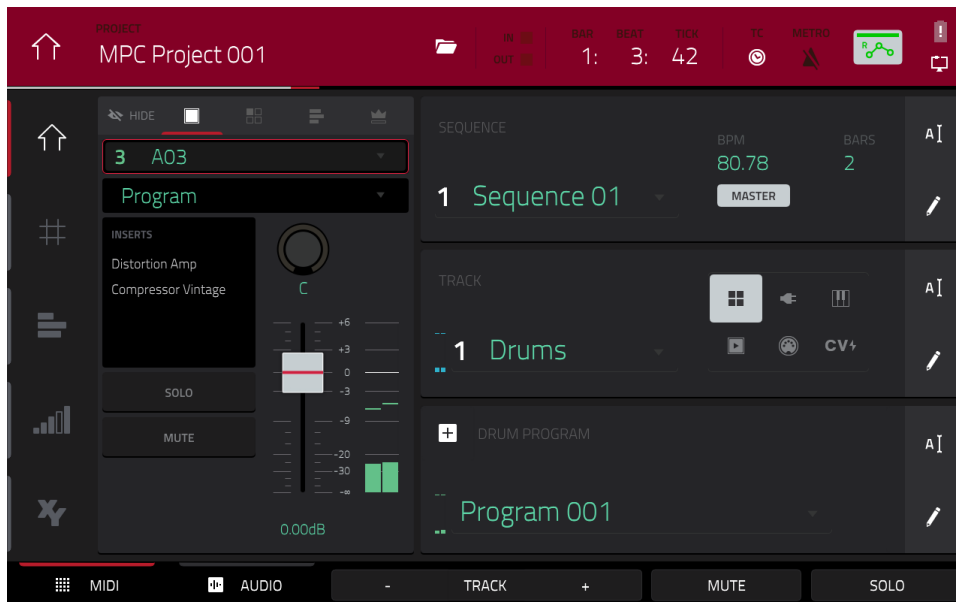 PROJECT
MPC Project 001
IN
OUT
BAR BEAT TICK
1: 3: 42
TC METRO
R
HIDE
3 A03
Program
INSERTS
Distortion Amp
Compressor Vintage
C
SOLO
MUTE
+6
+3
0
-3
-9
-20
-30
-∞
0.00dB
SEQUENCE
1 Sequence 01
BPM
80.78
MASTER
BARS
2
A
TRACK
1 Drums
CV
A
DRUM PROGRAM
Program 001
A
XY
MIDI AUDIO - TRACK + MUTE SOLO